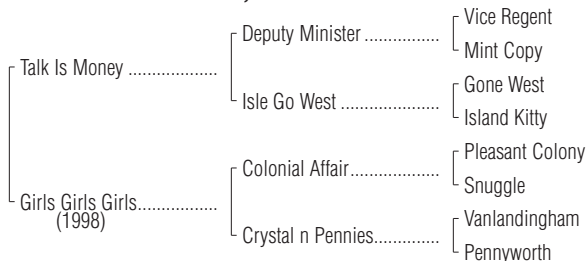 Vice Regent
Deputy Minister ................
Mint Copy
Talk Is Money ...................
Gone West
Isle Go West .....................
Island Kitty
Pleasant Colony
Colonial Affair...................
Snuggle
Girls Girls Girls.................
(1998)
Vanlandingham
Crystal n Pennies..............
Pennyworth